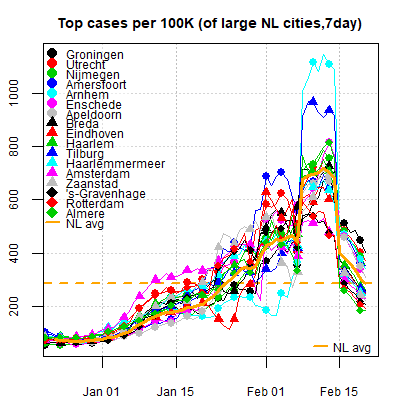 Top cases per 100K (of large NL cities,7day)
Groningen
Utrecht
Nijmegen
Amersfoort
Arnhem
Enschede
Apeldoorn
Breda
Eindhoven
Haarlem
Tilburg
Haarlemmermeer
Amsterdam
Zaanstad
's-Gravenhage
Rotterdam
Almere
NL avg
1000
800
600
400
200
NL avg
Jan 01
Jan 15
Feb 01
Feb 15